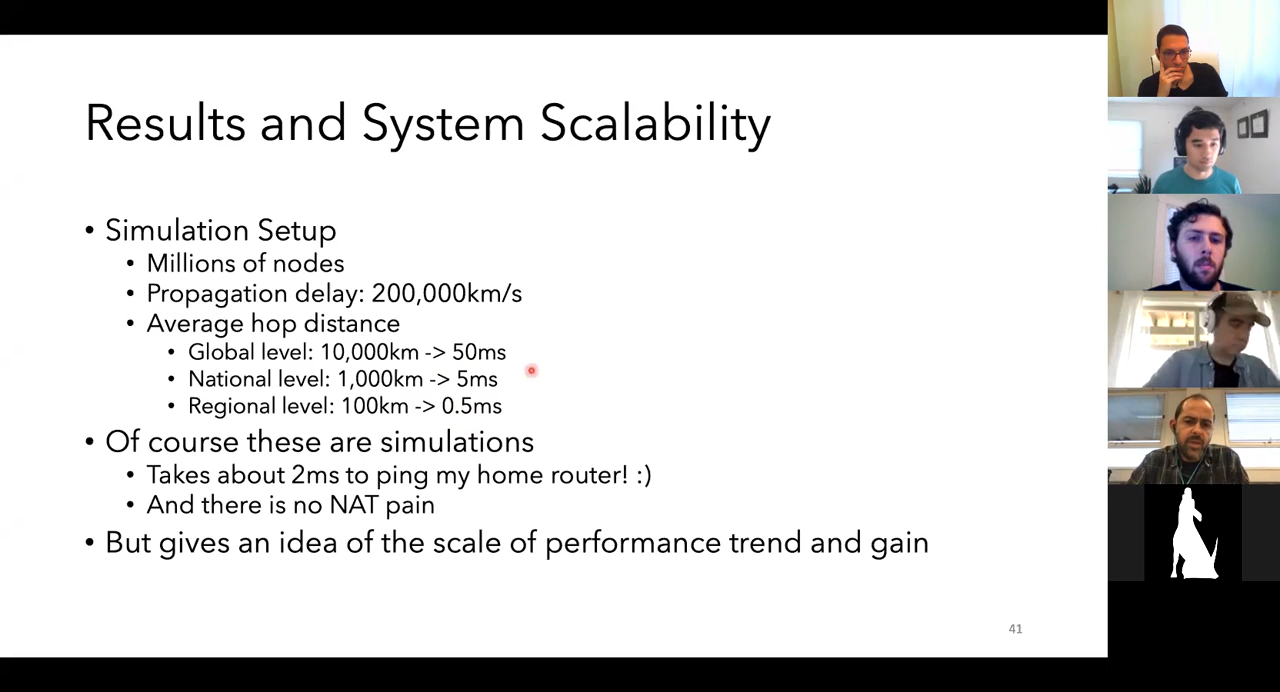 Results and System Scalability
• Simulation Setup
• Millions of nodes
• Propagation delay: 200,000km/s
• Average hop distance
• Global level: 10,000km -> 50ms
• National level: 1,000km -> 5ms
• Regional level: 100km -> 0.5ms
• Of course these are simulations
• Takes about 2ms to ping my home router! :)
• And there is no NAT pain
• But gives an idea of the scale of performance trend and gain
41